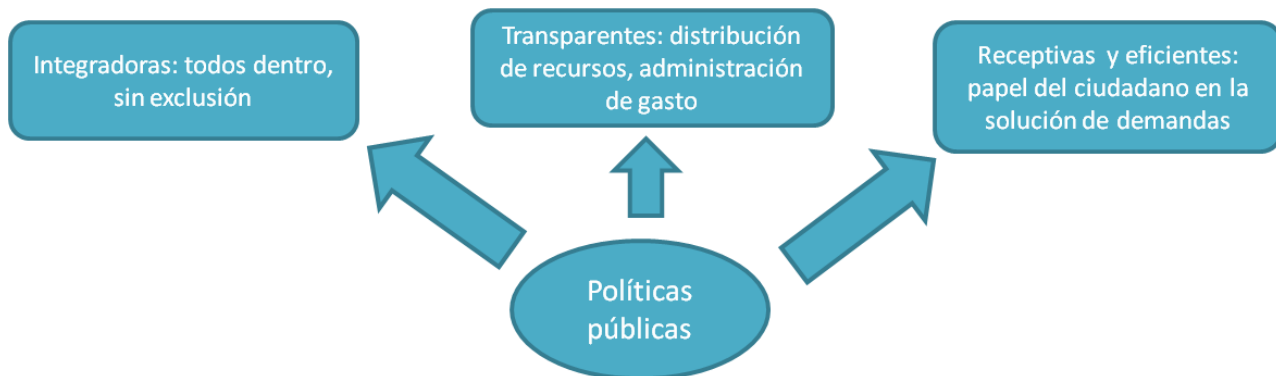 Integradoras: todos dentro,
sin exclusión
Transparentes: distribución
de recursos, administración
de gasto
Receptivas y eficientes:
papel del ciudadano en la
solución de demandas
Políticas
públicas